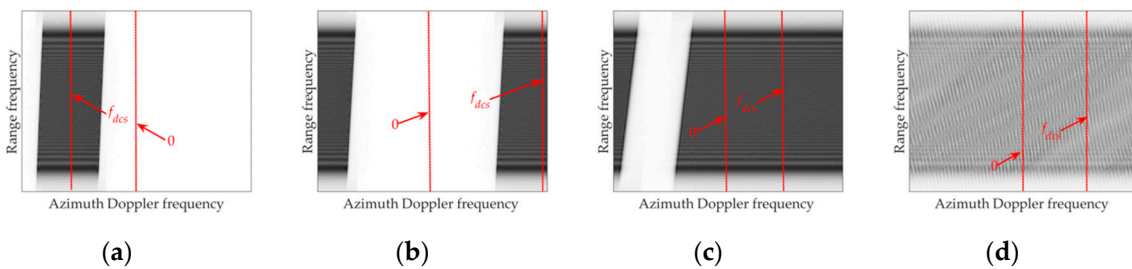 Range frequency
f_dcs
0
Azimuth Doppler frequency
(a)
Range frequency
0
f_dcs
Azimuth Doppler frequency
(b)
Range frequency
0
f_dcs
Azimuth Doppler frequency
(c)
Range frequency
0
f_dcs
Azimuth Doppler frequency
(d)